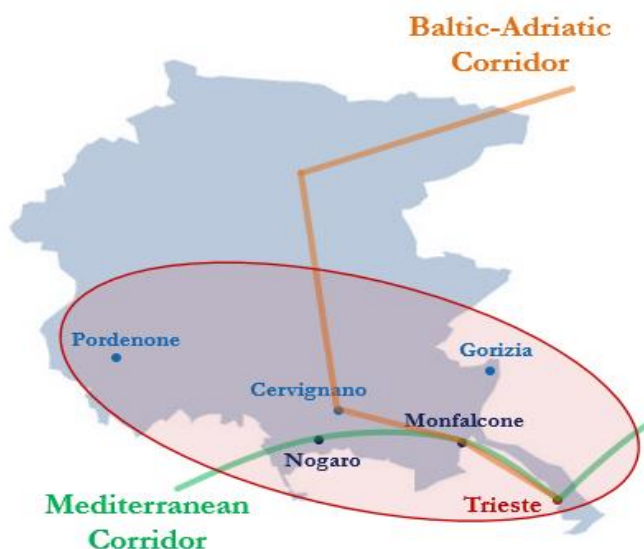 Baltic-Adriatic
Corridor
Pordenone
Gorizia
Cervignano
Monfalcone
Nogaro
Trieste
Mediterranean
Corridor